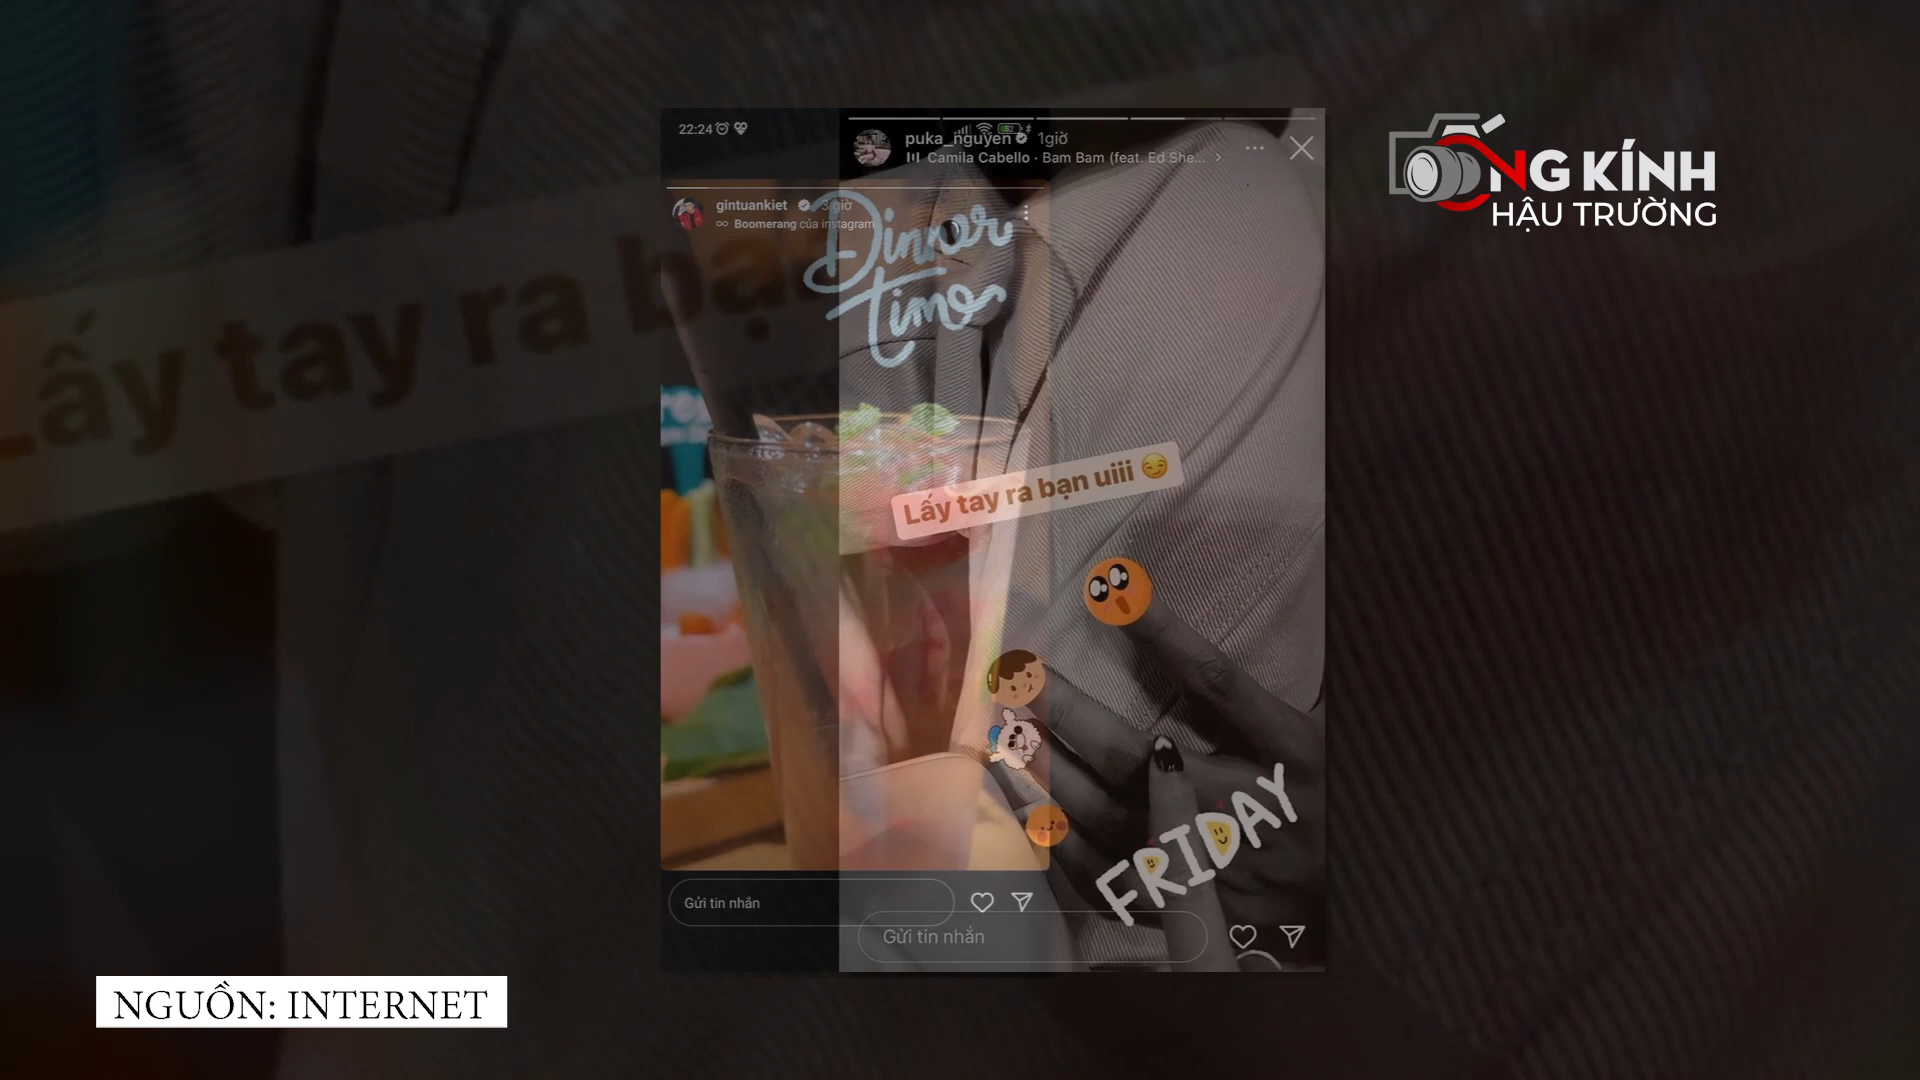 NG KÍNH
HẬU TRƯỜNG
22:24
puka_nguyen 1giờ
Camila Cabello · Bam Bam (feat. Ed She...
gintuankiet 3 giờ
Boomerang của instagram
Dinner
time
Lấy tay ra bạn
Lấy tay ra bạn uiii
FRIDAY
Gửi tin nhắn
Gửi tin nhắn
NGUỒN: INTERNET